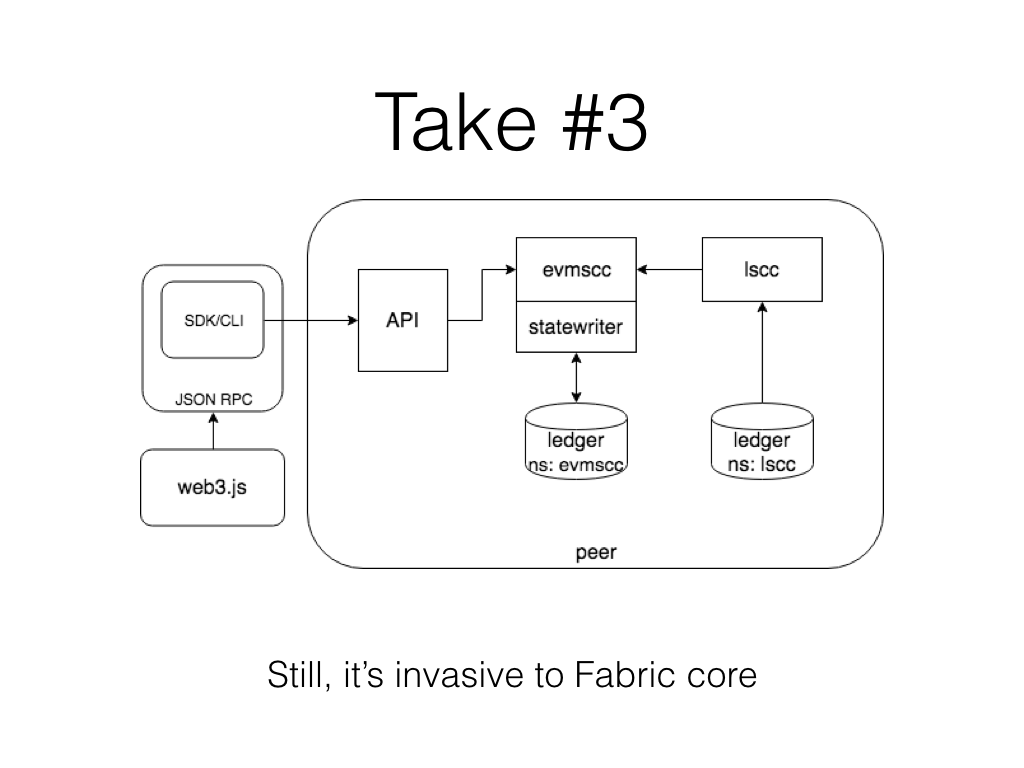 Take #3
SDK/CLI
JSON RPC
web3.js
API
evmscc
statewriter
lscc
ledger
ns: evmscc
ledger
ns: lscc
peer
Still, it’s invasive to Fabric core